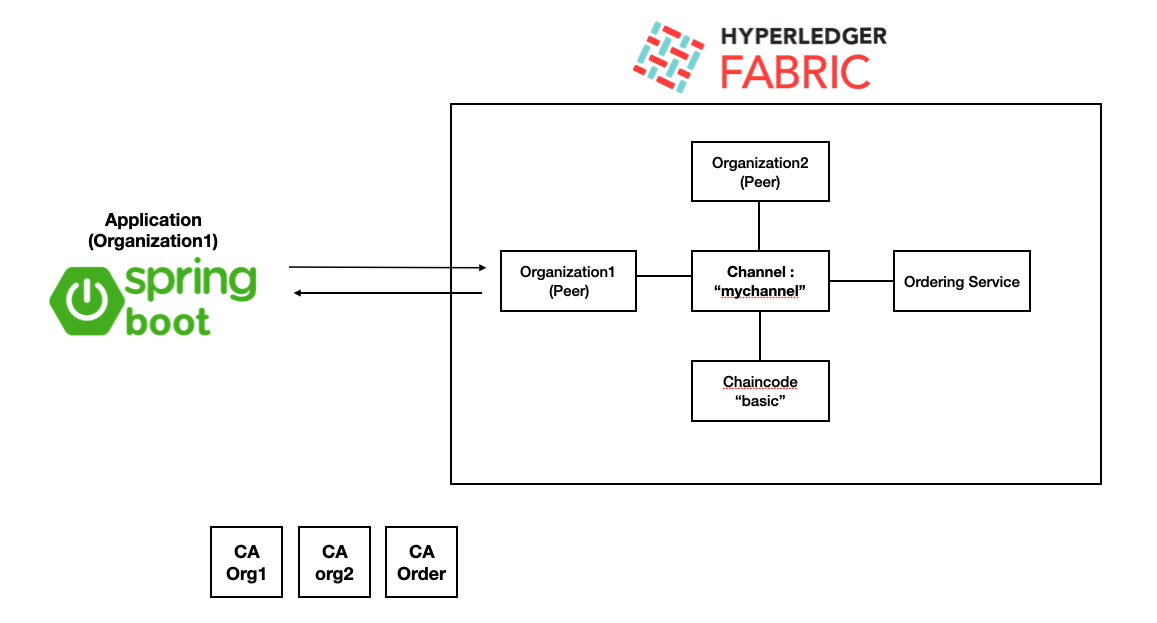 HYPERLEDGER
FABRIC
Organization2
(Peer)
Application
(Organization1)
spring
boot
Organization1
(Peer)
Channel :
“mychannel”
Ordering Service
Chaincode
“basic”
CA
Org1
CA
org2
CA
Order